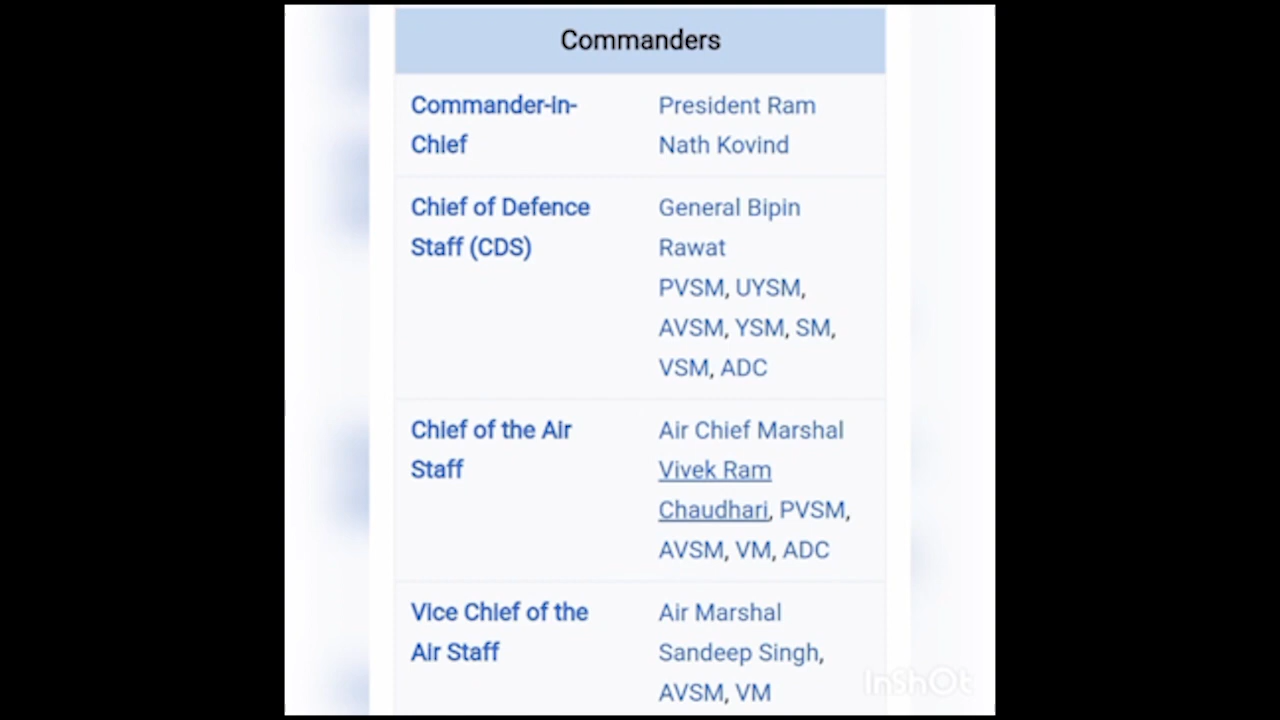 Commanders
Commander-in- President Ram
Chief Nath Kovind
Chief of Defence General Bipin
Staff (CDS) Rawat
PVSM, UYSM,
AVSM, YSM, SM,
VSM, ADC
Chief of the Air Air Chief Marshal
Staff Vivek Ram
Chaudhari, PVSM,
AVSM, VM, ADC
Vice Chief of the Air Marshal
Air Staff Sandeep Singh,
AVSM, VM
InShOt